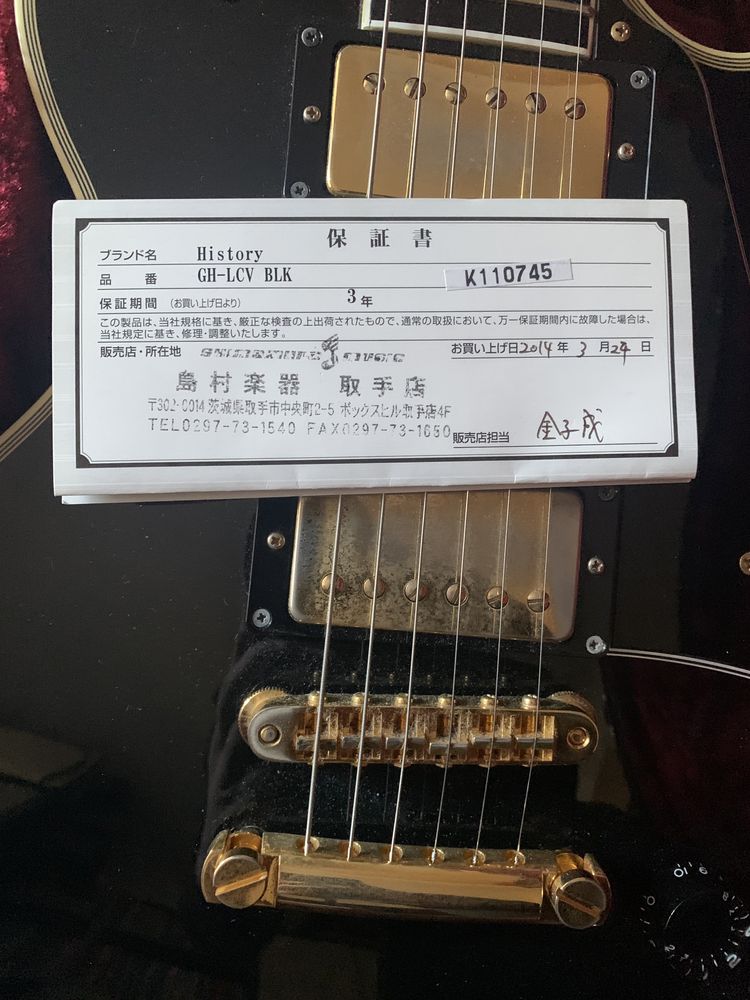 保証書
ブランド名 History
品番 GH-LCV BLK K110745
保証期間 (お買い上げ日より) 3年
この製品は、当社規格に基き、厳正な検査の上出荷されたもので、通常の取扱において、万一保証期間内に故障した場合は、
当社規定に基き、修理・調整いたします。
販売店・所在地 お買い上げ日2014年3月24日
島村楽器 取手店
〒302-0014 茨城県取手市中央町2-5 ボックスヒル取手店4F
TEL0297-73-1540 FAX0297-73-1650
販売店担当 金子成